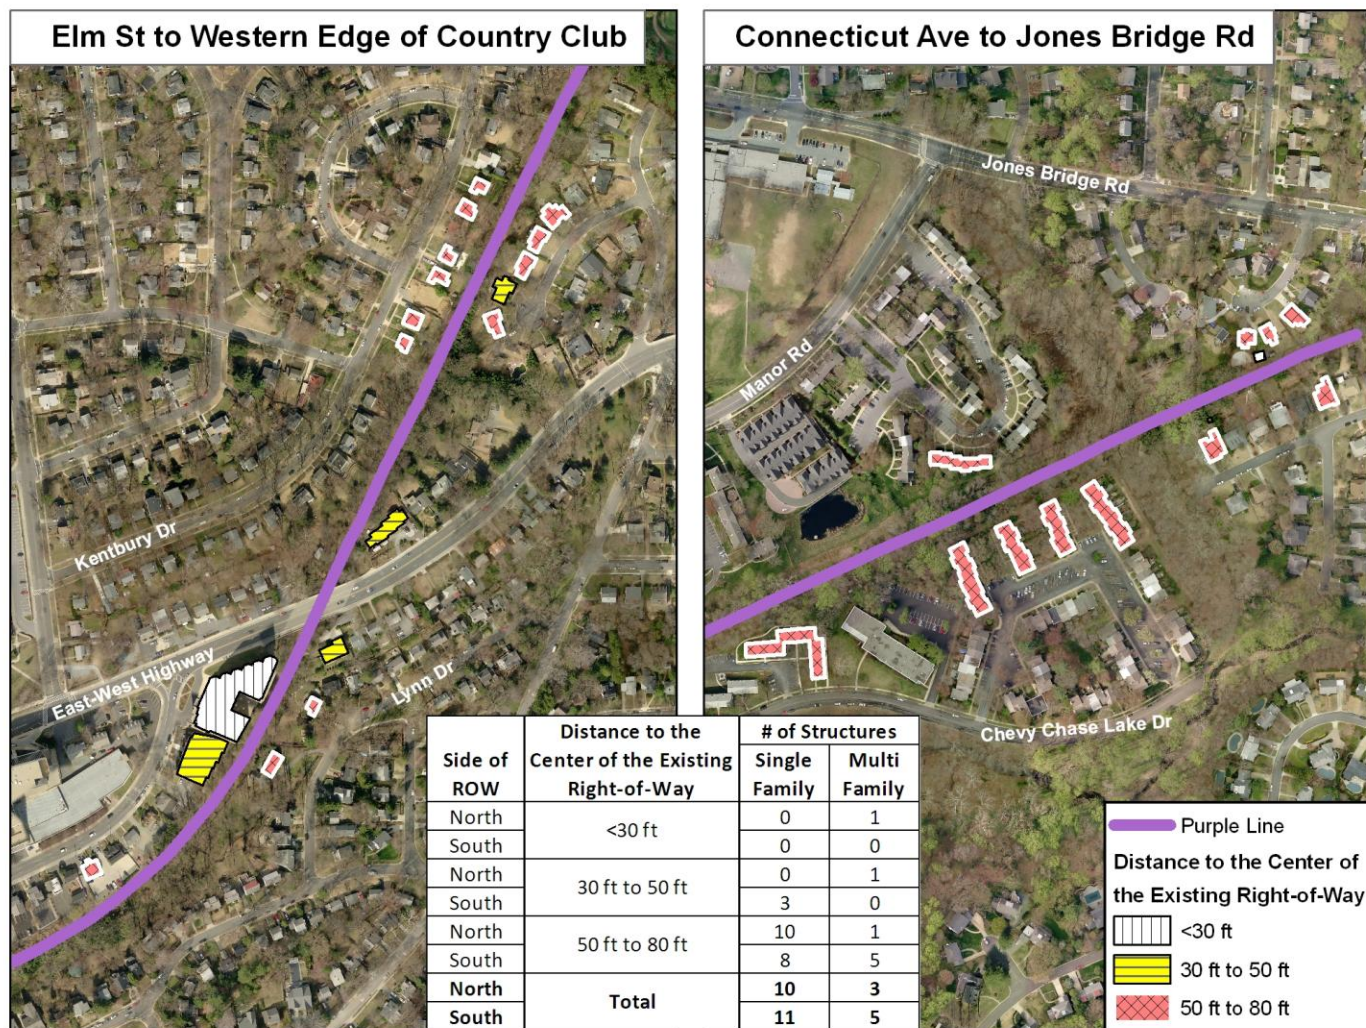 Elm St to Western Edge of Country Club
Connecticut Ave to Jones Bridge Rd
Jones Bridge Rd
Manor Rd
Kentbury Dr
East-West Highway
Lynn Dr
Chevy Chase Lake Dr
Side of ROW
Distance to the Center of the Existing Right-of-Way
# of Structures
Single Family
Multi Family
North <30 ft 0 1
South 0 0
North 30 ft to 50 ft 0 1
South 3 0
North 50 ft to 80 ft 10 1
South 8 5
North Total 10 3
South 11 5
Purple Line
Distance to the Center of
the Existing Right-of-Way
<30 ft
30 ft to 50 ft
50 ft to 80 ft